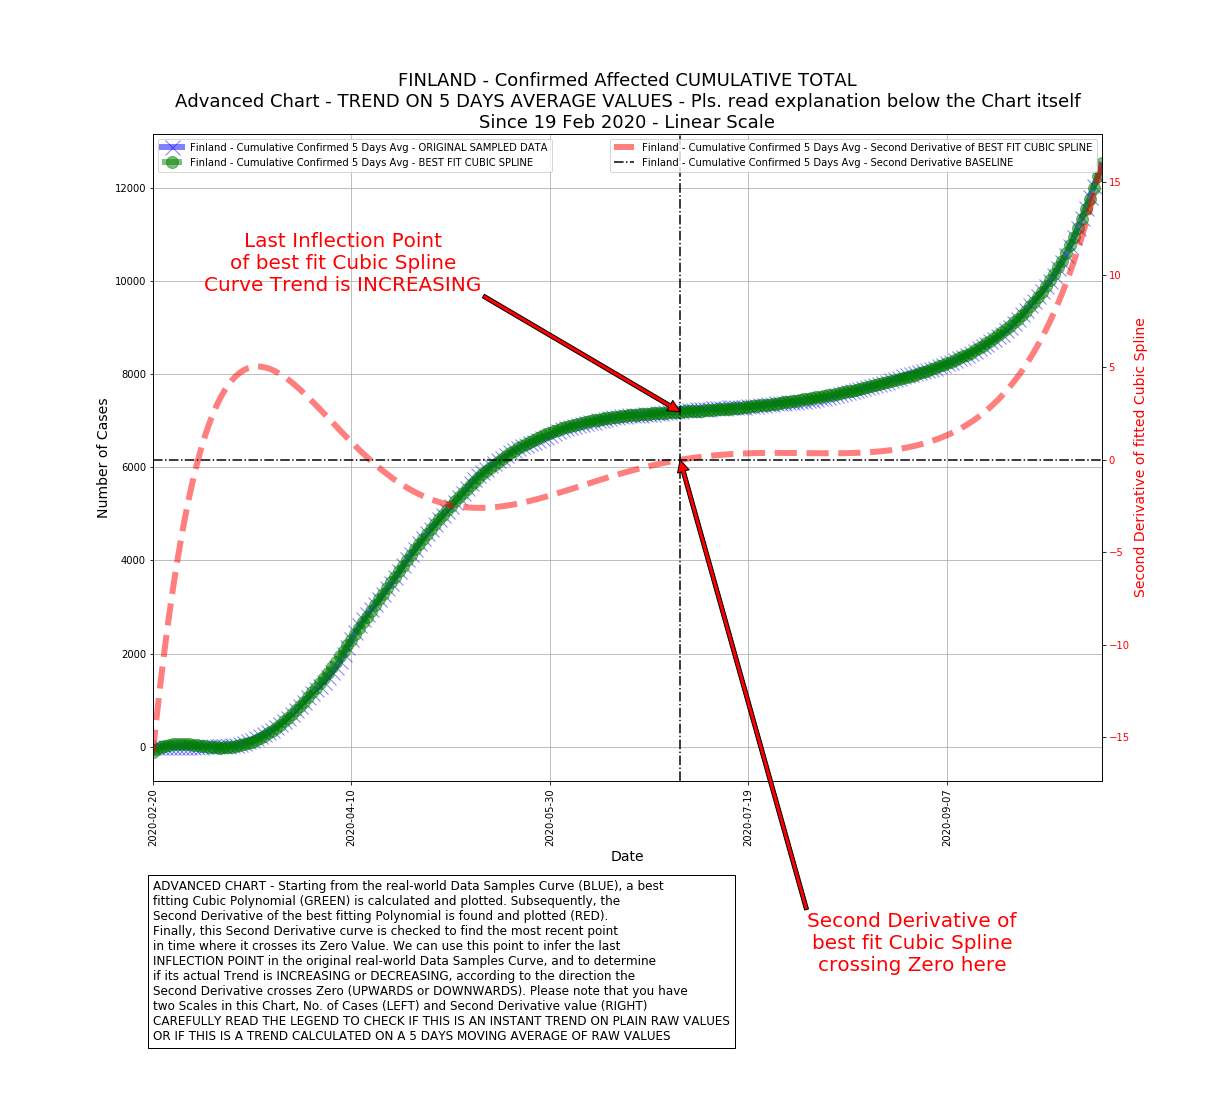 FINLAND - Confirmed Affected CUMULATIVE TOTAL
Advanced Chart - TREND ON 5 DAYS AVERAGE VALUES - Pls. read explanation below the Chart itself
Since 19 Feb 2020 - Linear Scale
Finland - Cumulative Confirmed 5 Days Avg - ORIGINAL SAMPLED DATA
Finland - Cumulative Confirmed 5 Days Avg - BEST FIT CUBIC SPLINE
Finland - Cumulative Confirmed 5 Days Avg - Second Derivative of BEST FIT CUBIC SPLINE
Finland - Cumulative Confirmed 5 Days Avg - Second Derivative BASELINE
Last Inflection Point
of best fit Cubic Spline
Curve Trend is INCREASING
Number of Cases
12000
10000
8000
6000
4000
2000
0
15
10
5
0
−5
−10
−15
Second Derivative of fitted Cubic Spline
2020-02-20
2020-04-10
2020-05-30
2020-07-19
2020-09-07
Date
ADVANCED CHART - Starting from the real-world Data Samples Curve (BLUE), a best
fitting Cubic Polynomial (GREEN) is calculated and plotted. Subsequently, the
Second Derivative of the best fitting Polynomial is found and plotted (RED).
Finally, this Second Derivative curve is checked to find the most recent point
in time where it crosses its Zero Value. We can use this point to infer the last
INFLECTION POINT in the original real-world Data Samples Curve, and to determine
if its actual Trend is INCREASING or DECREASING, according to the direction the
Second Derivative crosses Zero (UPWARDS or DOWNWARDS). Please note that you have
two Scales in this Chart, No. of Cases (LEFT) and Second Derivative value (RIGHT)
CAREFULLY READ THE LEGEND TO CHECK IF THIS IS AN INSTANT TREND ON PLAIN RAW VALUES
OR IF THIS IS A TREND CALCULATED ON A 5 DAYS MOVING AVERAGE OF RAW VALUES
Second Derivative of
best fit Cubic Spline
crossing Zero here